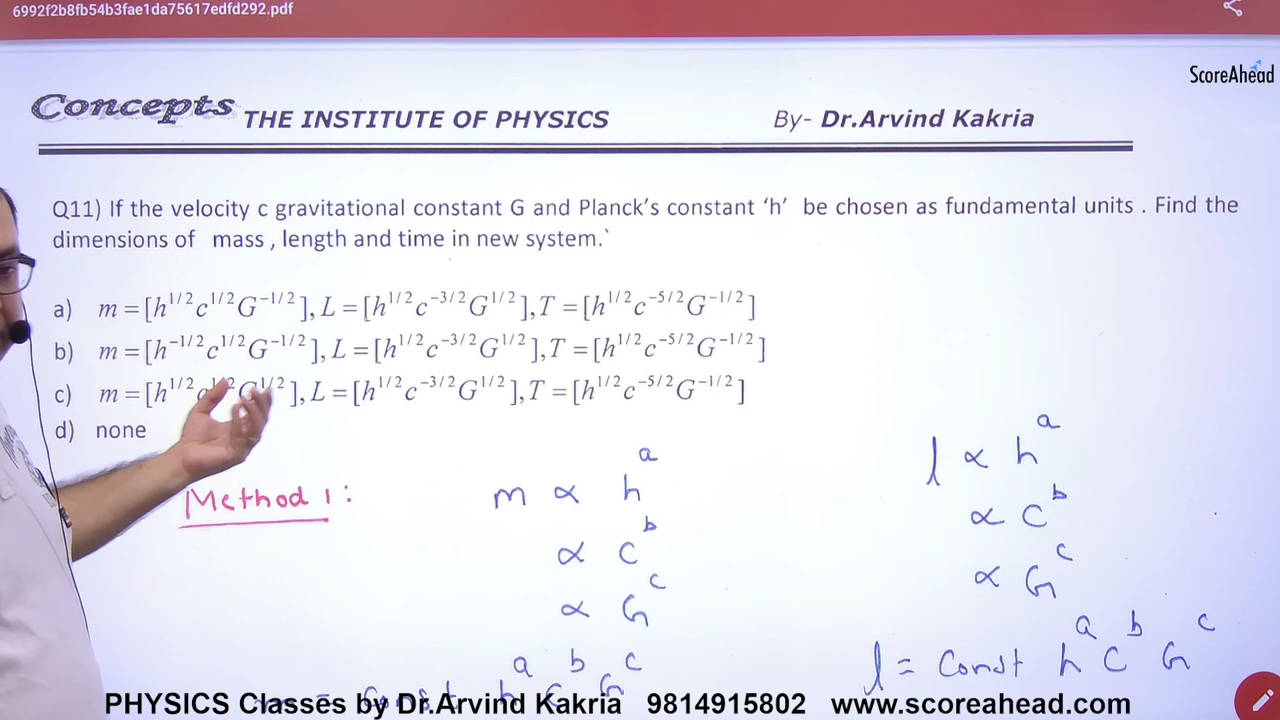 6992f2b8fb54b3fae1da75617edfd292.pdf
ScoreAhead
Concepts THE INSTITUTE OF PHYSICS By- Dr.Arvind Kakria
Q11) If the velocity c gravitational constant G and Planck's constant 'h' be chosen as fundamental units . Find the
dimensions of mass , length and time in new system.`
a) m = [h^{1/2} c^{1/2} G^{-1/2}], L = [h^{1/2} c^{-3/2} G^{1/2}], T = [h^{1/2} c^{-5/2} G^{-1/2}]
b) m = [h^{-1/2} c^{1/2} G^{-1/2}], L = [h^{1/2} c^{-3/2} G^{1/2}], T = [h^{1/2} c^{-5/2} G^{-1/2}]
c) m = [h^{1/2} c^{1/2} G^{1/2}], L = [h^{1/2} c^{-3/2} G^{1/2}], T = [h^{1/2} c^{-5/2} G^{-1/2}]
d) none
Method 1 :
m ∝ h^a
∝ c^b
∝ G^c
= Const h^a c^b G^c
l ∝ h^a
∝ c^b
∝ G^c
l = Const h^a c^b G^c
PHYSICS Classes by Dr.Arvind Kakria 9814915802 www.scoreahead.com